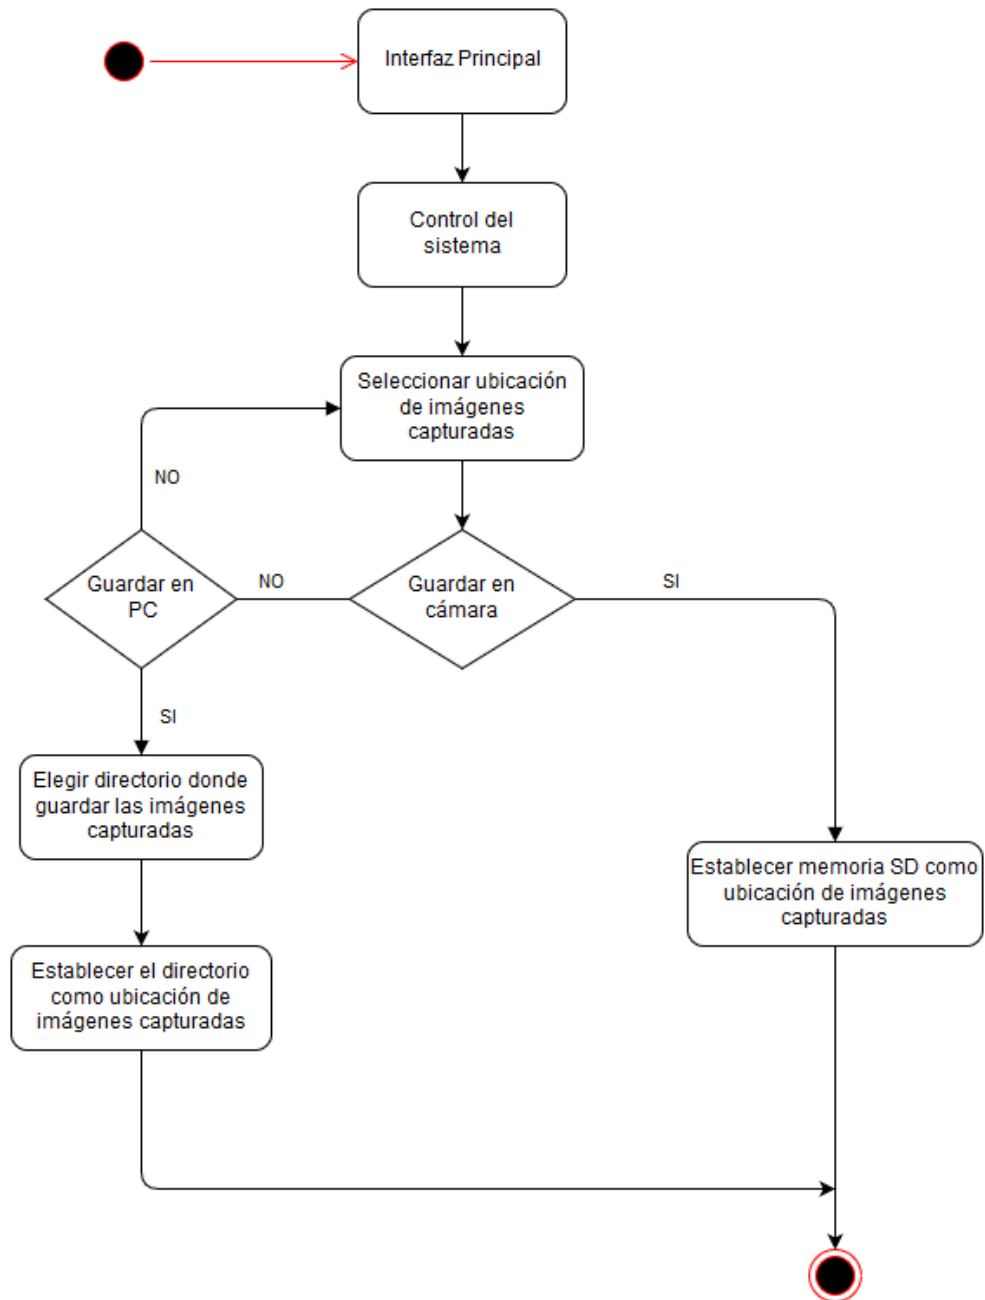 Interfaz Principal
Control del
sistema
Seleccionar ubicación
de imágenes
capturadas
NO
Guardar en
PC
NO
Guardar en
cámara
SI
SI
Elegir directorio donde
guardar las imágenes
capturadas
Establecer memoria SD como
ubicación de imágenes
capturadas
Establecer el directorio
como ubicación de
imágenes capturadas